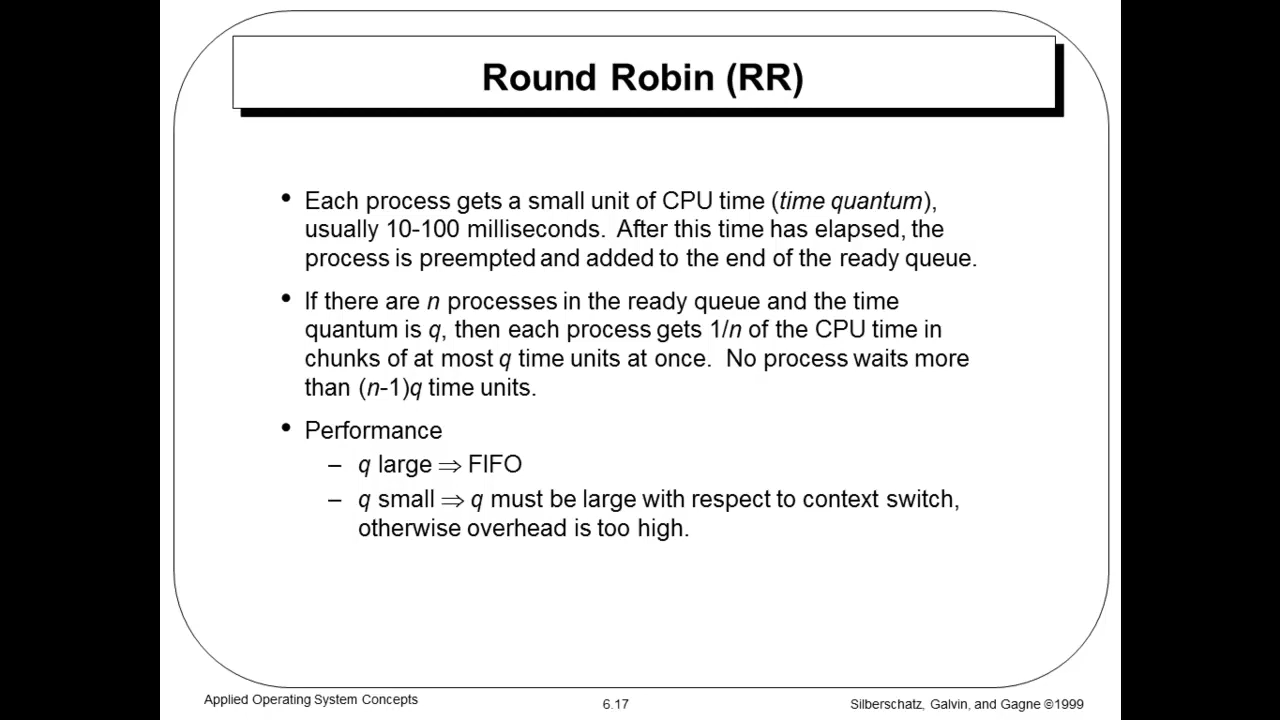 Round Robin (RR)
• Each process gets a small unit of CPU time (time quantum),
usually 10-100 milliseconds.  After this time has elapsed, the
process is preempted and added to the end of the ready queue.
• If there are n processes in the ready queue and the time
quantum is q, then each process gets 1/n of the CPU time in
chunks of at most q time units at once.  No process waits more
than (n-1)q time units.
• Performance
– q large ⇒ FIFO
– q small ⇒ q must be large with respect to context switch,
otherwise overhead is too high.
Applied Operating System Concepts
6.17
Silberschatz, Galvin, and Gagne ©1999